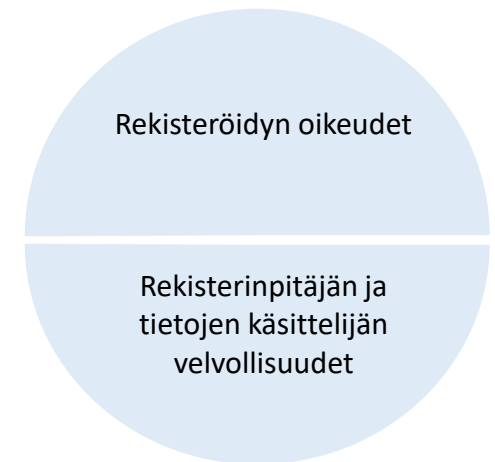 Rekisteröidyn oikeudet
Rekisterinpitäjän ja
tietojen käsittelijän
velvollisuudet